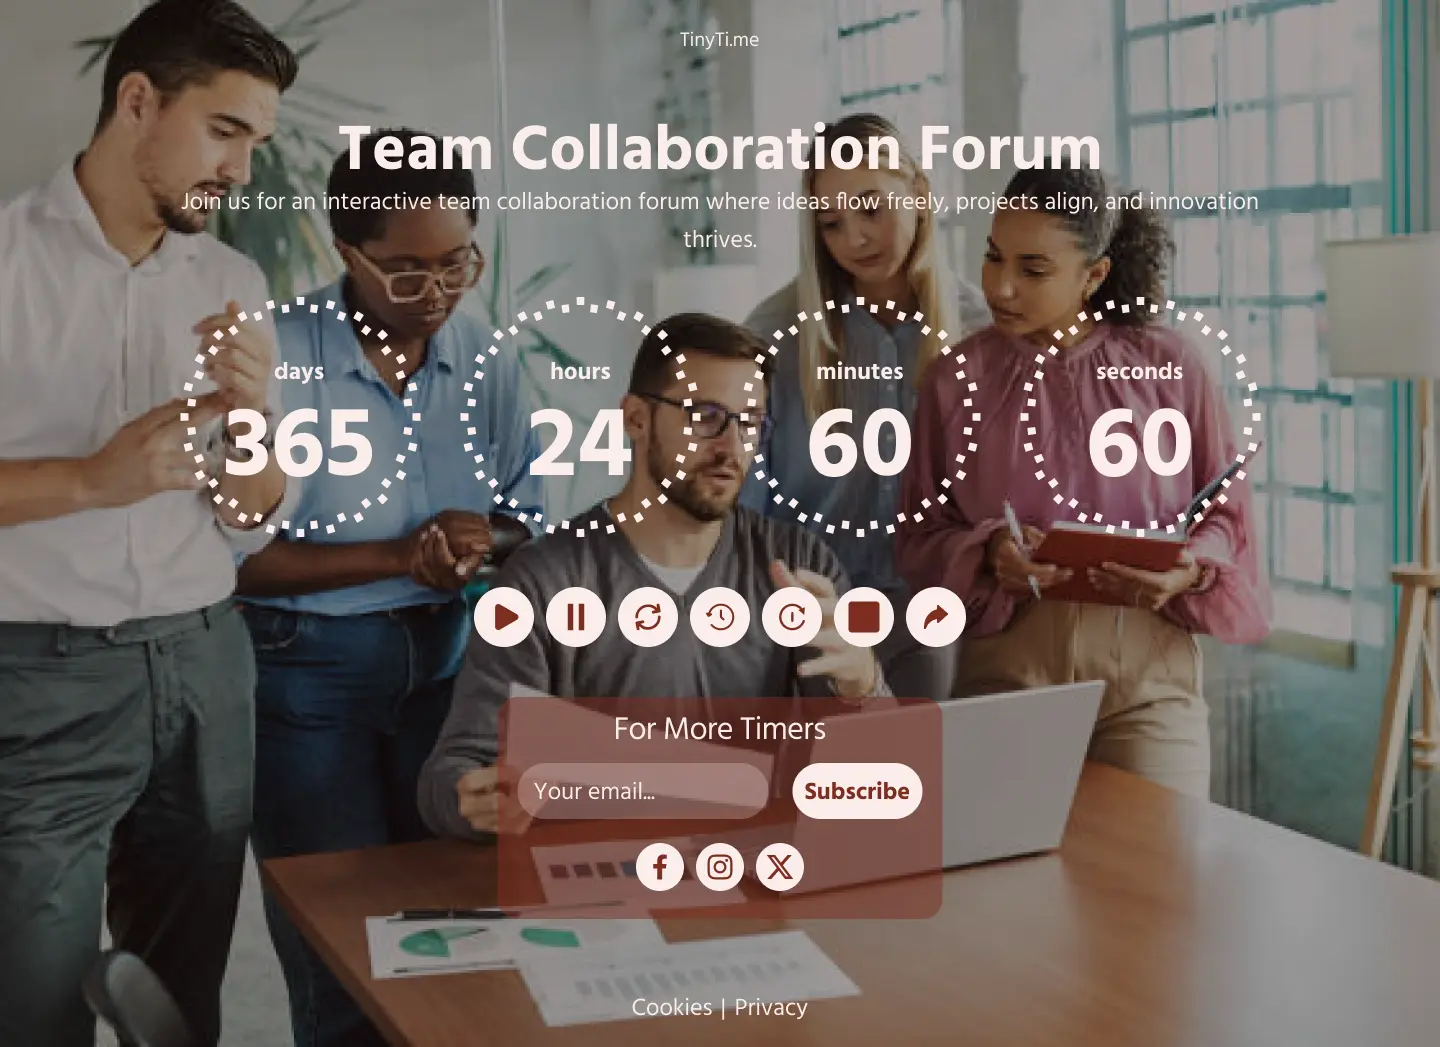 TinyTi.me
Team Collaboration Forum
Join us for an interactive team collaboration forum where ideas flow freely, projects align, and innovation
thrives.
days
365
hours
24
minutes
60
seconds
60
For More Timers
Your email...
Subscribe
Cookies | Privacy